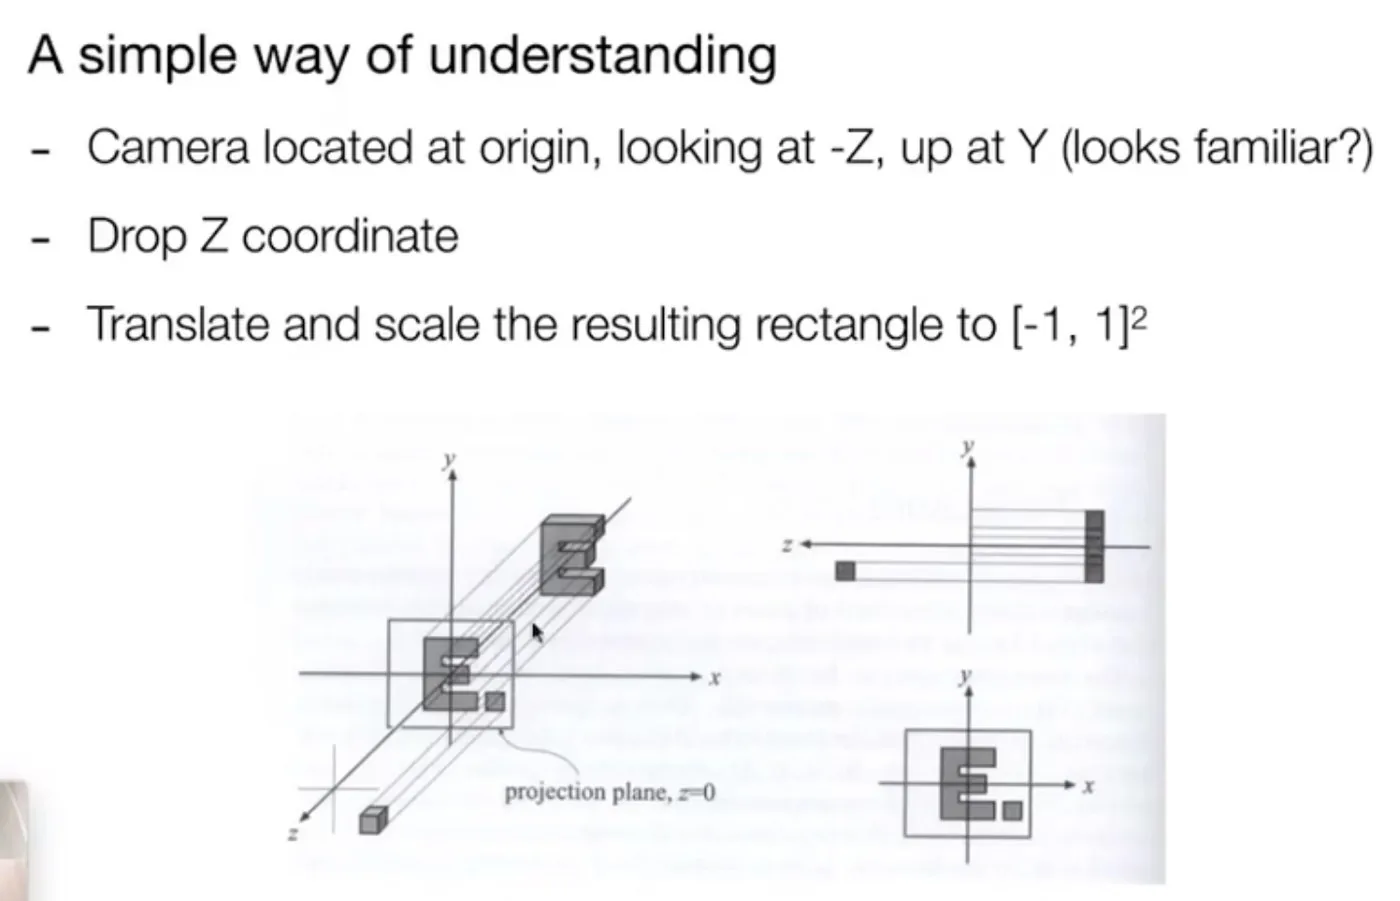 A simple way of understanding
- Camera located at origin, looking at -Z, up at Y (looks familiar?)
- Drop Z coordinate
- Translate and scale the resulting rectangle to [-1, 1]²
y
x
z
projection plane, z=0
y
z
y
x
E.
E
E.